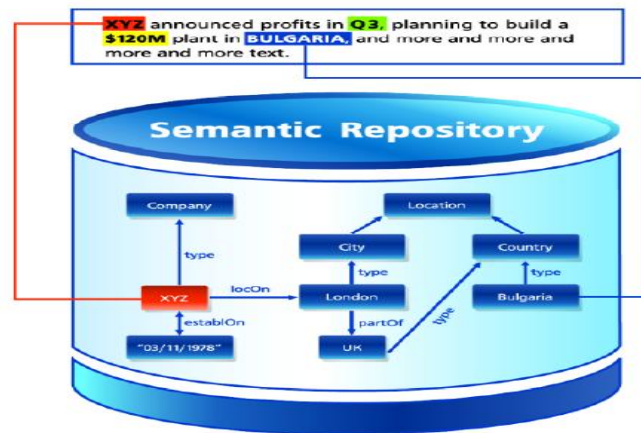 XYZ announced profits in Q3, planning to build a
$120M plant in BULGARIA, and more and more and
more and more text.
Semantic Repository
Company
Location
City
Country
type
type
type
XYZ
locOn
London
Bulgaria
establOn
partOf
type
"03/11/1978"
UK